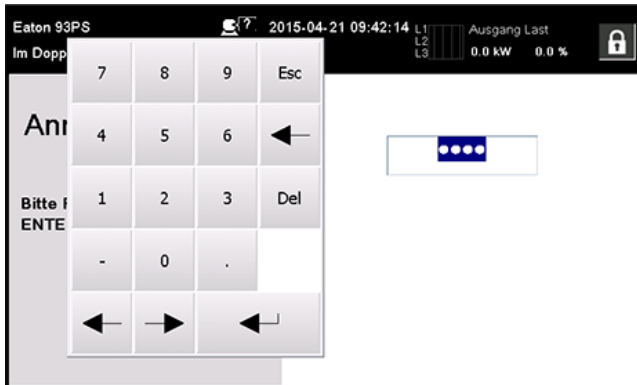 Eaton 93PS 2015-04-21 09:42:14 L1 Ausgang Last
Im Dopp L2
L3 0.0 kW 0.0 %
7 8 9 Esc
Anr
4 5 6
1 2 3 Del
Bitte
ENTE
- 0 .